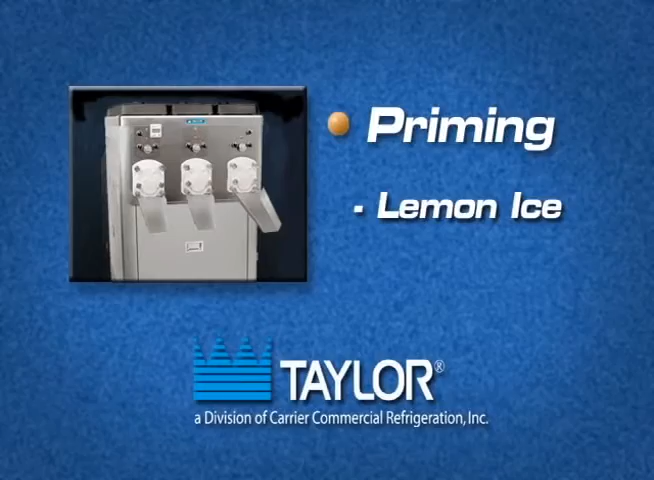 Priming
- Lemon Ice
TAYLOR®
a Division of Carrier Commercial Refrigeration, Inc.